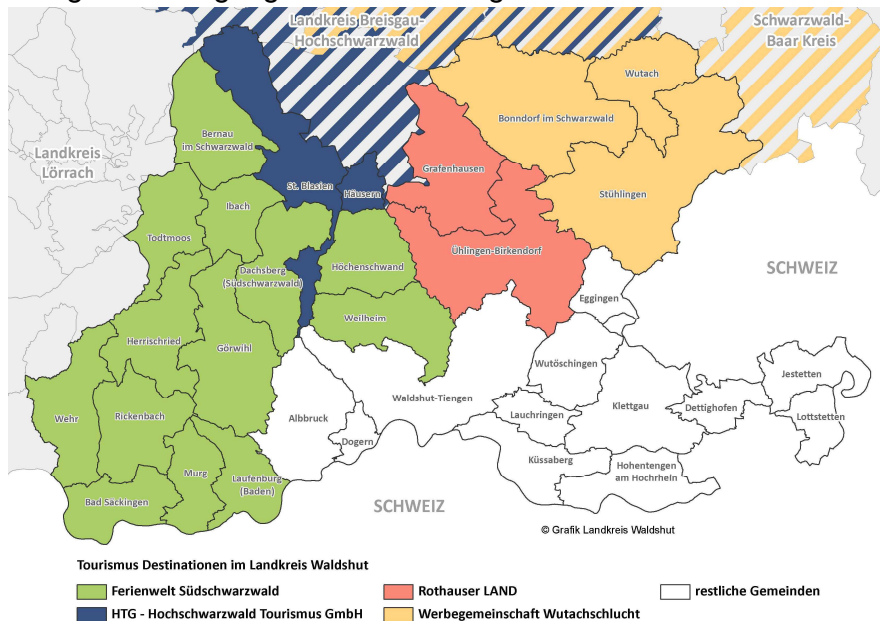 Landkreis Breisgau-
Hochschwarzwald
Schwarzwald-
Baar Kreis
Wutach
Bonndorf im Schwarzwald
Bernau
im Schwarzwald
Landkreis
Lörrach
Grafenhausen
St. Blasien
Häusern
Stühlingen
Ibach
Todtmoos
Ühlingen-Birkendorf
Höchenschwand
Dachsberg
(Südschwarzwald)
SCHWEIZ
Eggingen
Weilheim
Herrischried
Görwihl
Wutöschingen
Jestetten
Waldshut-Tiengen
Klettgau
Dettighofen
Lottstetten
Wehr
Rickenbach
Albbruck
Lauchringen
Dogern
Küssaberg
Hohentengen
am Hochrhein
Murg
Laufenburg
(Baden)
Bad Säckingen
SCHWEIZ
© Grafik Landkreis Waldshut
Tourismus Destinationen im Landkreis Waldshut
Ferienwelt Südschwarzwald
Rothauser LAND
restliche Gemeinden
HTG - Hochschwarzwald Tourismus GmbH
Werbegemeinschaft Wutachschlucht